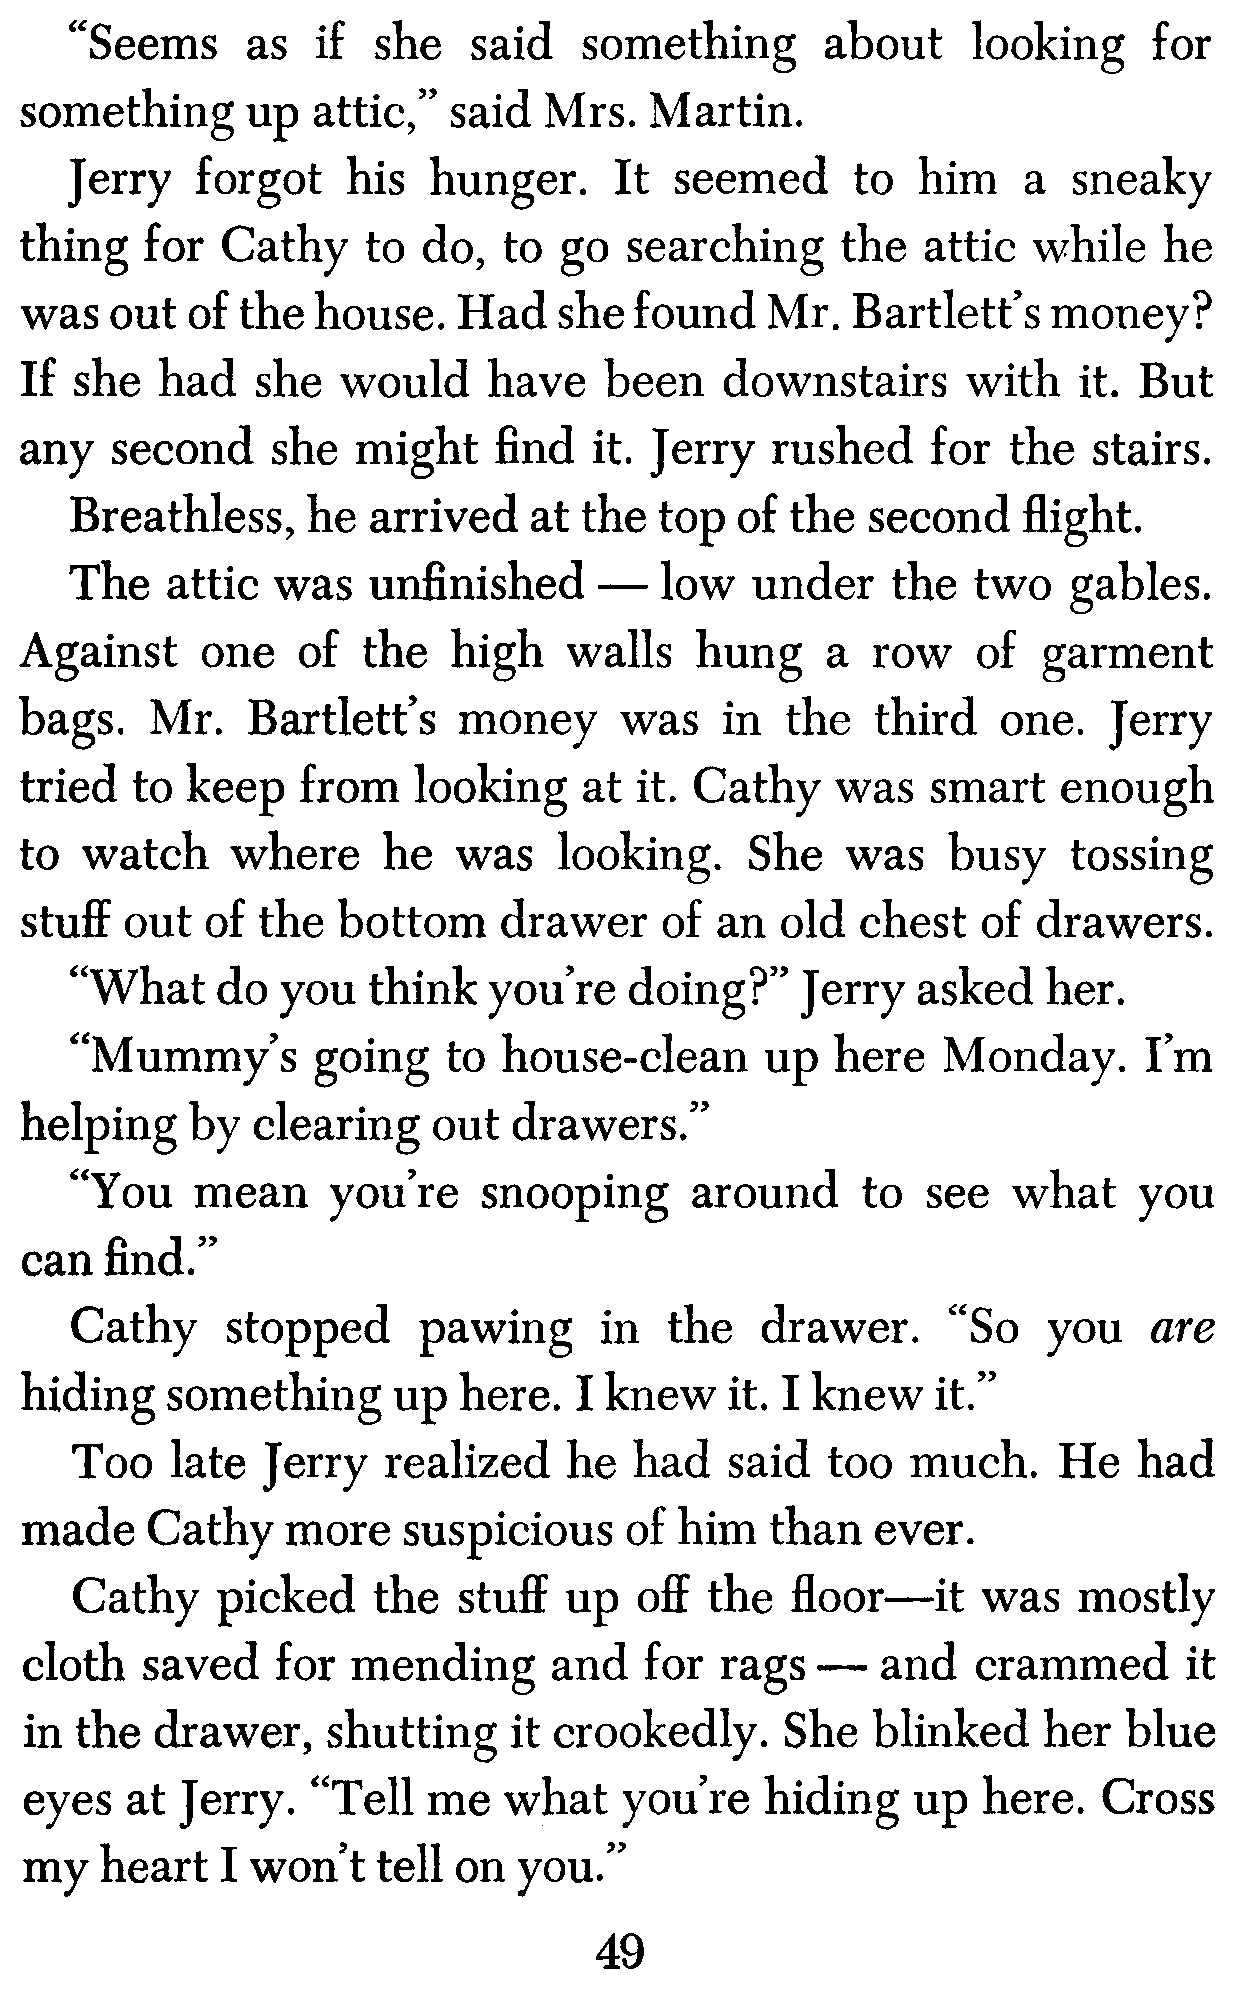 “Seems as if she said something about looking for
something up attic,” said Mrs. Martin.
Jerry forgot his hunger. It seemed to him a sneaky
thing for Cathy to do, to go searching the attic while he
was out of the house. Had she found Mr. Bartlett’s money?
If she had she would have been downstairs with it. But
any second she might find it. Jerry rushed for the stairs.
Breathless, he arrived at the top of the second flight.
The attic was unfinished — low under the two gables.
Against one of the high walls hung a row of garment
bags. Mr. Bartlett’s money was in the third one. Jerry
tried to keep from looking at it. Cathy was smart enough
to watch where he was looking. She was busy tossing
stuff out of the bottom drawer of an old chest of drawers.
“What do you think you’re doing?” Jerry asked her.
“Mummy’s going to house-clean up here Monday. I’m
helping by clearing out drawers.”
“You mean you’re snooping around to see what you
can find.”
Cathy stopped pawing in the drawer. “So you are
hiding something up here. I knew it. I knew it.”
Too late Jerry realized he had said too much. He had
made Cathy more suspicious of him than ever.
Cathy picked the stuff up off the floor—it was mostly
cloth saved for mending and for rags — and crammed it
in the drawer, shutting it crookedly. She blinked her blue
eyes at Jerry. “Tell me what you’re hiding up here. Cross
my heart I won’t tell on you.”
49